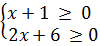 x + 1 ≥ 0
2x + 6 ≥ 0